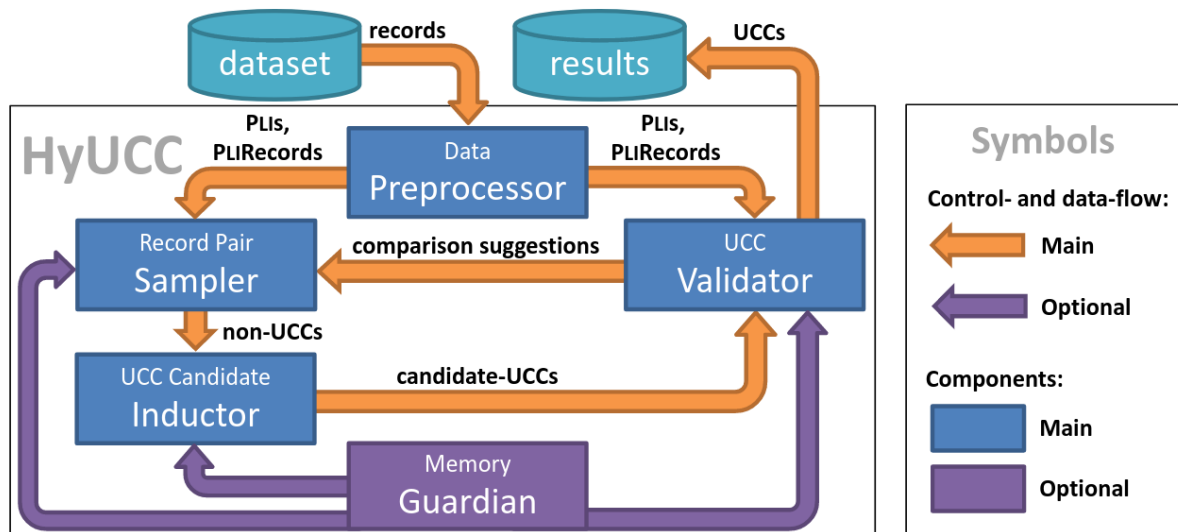 records
UCCs
dataset
results
HyUCC
PLIs,
PLIRecords
Data
Preprocessor
PLIs,
PLIRecords
Record Pair
Sampler
comparison suggestions
UCC
Validator
non-UCCs
UCC Candidate
Inductor
candidate-UCCs
Memory
Guardian
Symbols
Control- and data-flow:
Main
Optional
Components:
Main
Optional